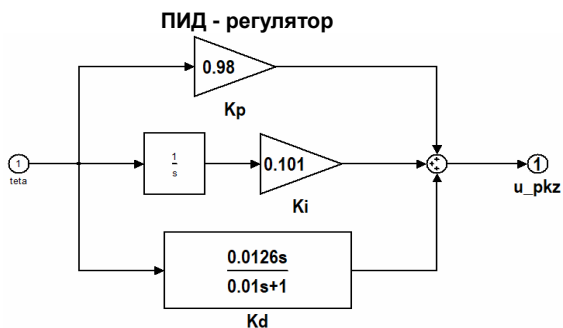 ПИД - регулятор
0.98
Kp
1
teta
1
s
0.101
Ki
+
+
+
1
u_pkz
0.0126s
0.01s+1
Kd